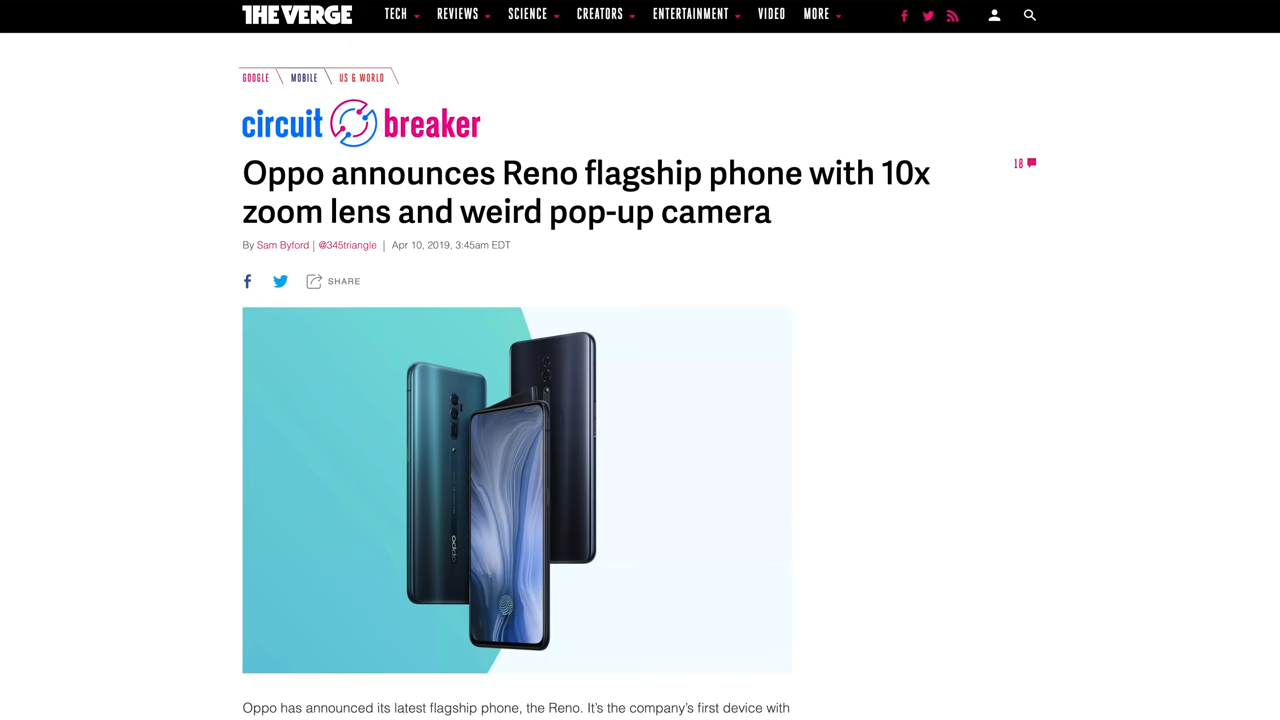 THE VERGE
TECH REVIEWS SCIENCE CREATORS ENTERTAINMENT VIDEO MORE
GOOGLE MOBILE US & WORLD
circuit breaker
Oppo announces Reno flagship phone with 10x
zoom lens and weird pop-up camera
18
By Sam Byford | @345triangle | Apr 10, 2019, 3:45am EDT
SHARE
oppo
Oppo has announced its latest flagship phone, the Reno. It's the company's first device with